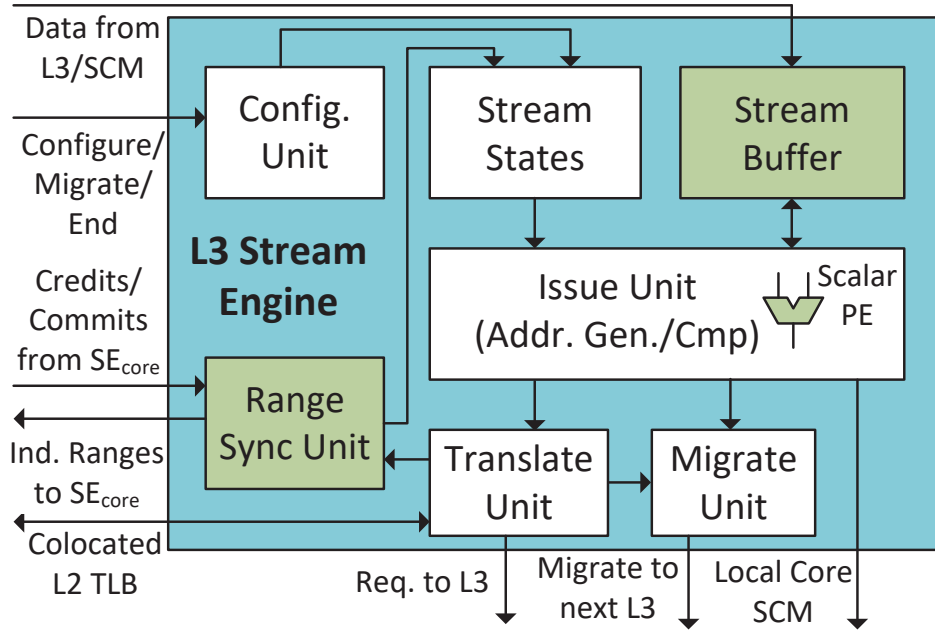 Data from
L3/SCM
Configure/
Migrate/
End
Credits/
Commits
from SEcore
Ind. Ranges
to SEcore
Colocated
L2 TLB
Config.
Unit
Stream
States
Stream
Buffer
L3 Stream
Engine
Issue Unit
(Addr. Gen./Cmp)
Scalar
PE
Range
Sync Unit
Translate
Unit
Migrate
Unit
Req. to L3
Migrate to
next L3
Local Core
SCM